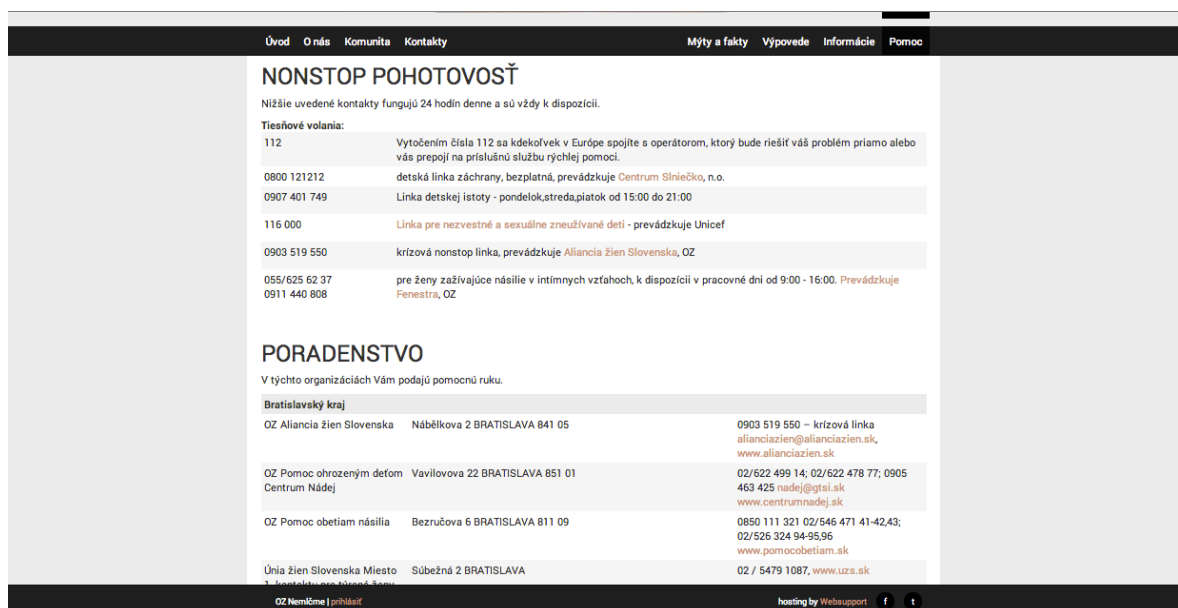 Úvod O nás Komunita Kontakty Mýty a fakty Výpovede Informácie Pomoc
NONSTOP POHOTOVOSŤ
Nižšie uvedené kontakty fungujú 24 hodín denne a sú vždy k dispozícii.
Tiesňové volania:
112 Vytočením čísla 112 sa kdekoľvek v Európe spojíte s operátorom, ktorý bude riešiť váš problém priamo alebo
vás prepojí na príslušnú službu rýchlej pomoci.
0800 121212 detská linka záchrany, bezplatná, prevádzkuje Centrum Slniečko, n.o.
0907 401 749 Linka detskej istoty - pondelok,streda,piatok od 15:00 do 21:00
116 000 Linka pre nezvestné a sexuálne zneužívané deti - prevádzkuje Unicef
0903 519 550 krízová nonstop linka, prevádzkuje Aliancia žien Slovenska, OZ
055/625 62 37 pre ženy zažívajúce násilie v intímnych vzťahoch, k dispozícii v pracovné dni od 9:00 - 16:00. Prevádzkuje
0911 440 808 Fenestra, OZ
PORADENSTVO
V týchto organizáciách Vám podajú pomocnú ruku.
Bratislavský kraj
OZ Aliancia žien Slovenska Nábělkova 2 BRATISLAVA 841 05 0903 519 550 – krízová linka
alianciazien@alianciazien.sk,
www.alianciazien.sk
OZ Pomoc ohrozeným deťom Vavilovova 22 BRATISLAVA 851 01 02/622 499 14; 02/622 478 77; 0905
Centrum Nádej 463 425 nadej@gtsi.sk
www.centrumnadej.sk
OZ Pomoc obetiam násilia Bezručova 6 BRATISLAVA 811 09 0850 111 321 02/546 471 41-42,43;
02/526 324 94-95,96
www.pomocobetiam.sk
Únia žien Slovenska Miesto Súbežná 2 BRATISLAVA 02 / 5479 1087, www.uzs.sk
1. kontaktu pre týrané ženy
OZ Nemlčme | prihlásiť hosting by Websupport f t